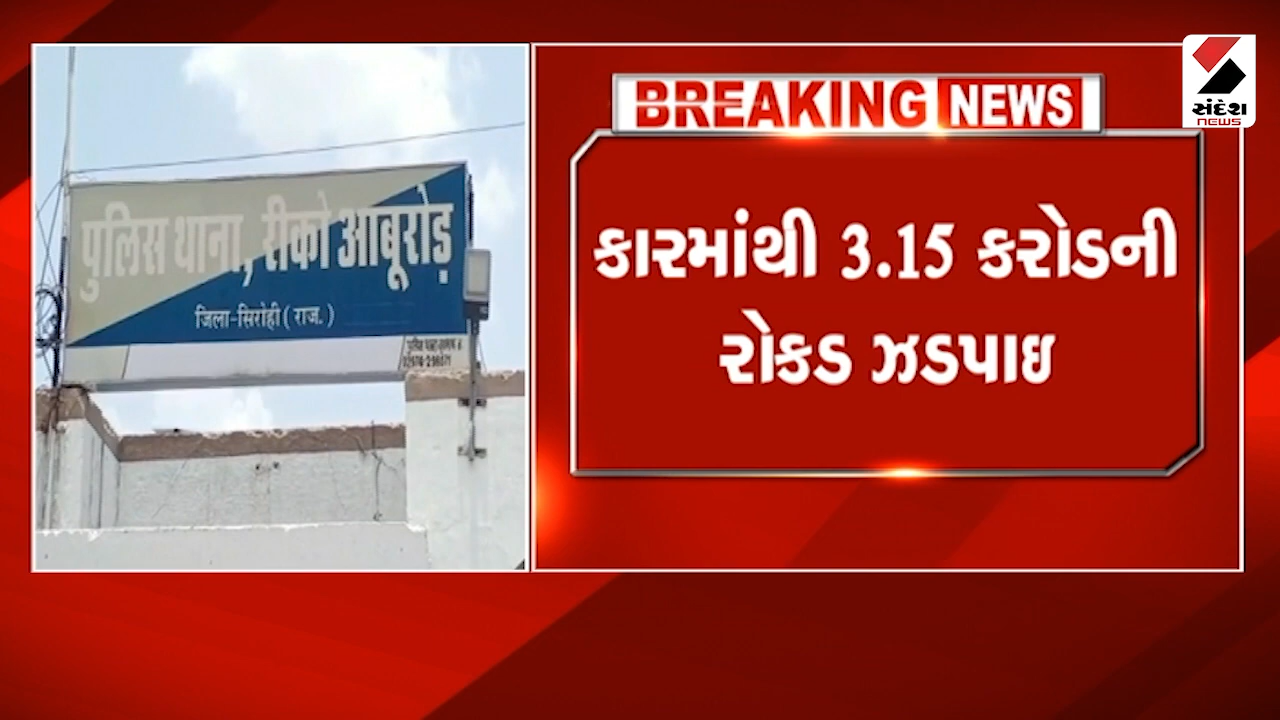 पुलिस थाना, रीको आबूरोड़
जिला-सिरोही ( राज. )
BREAKING NEWS
કારમાંથી 3.15 કરોડની
રોકડ ઝડપાઇ
સંદેશ
NEWS